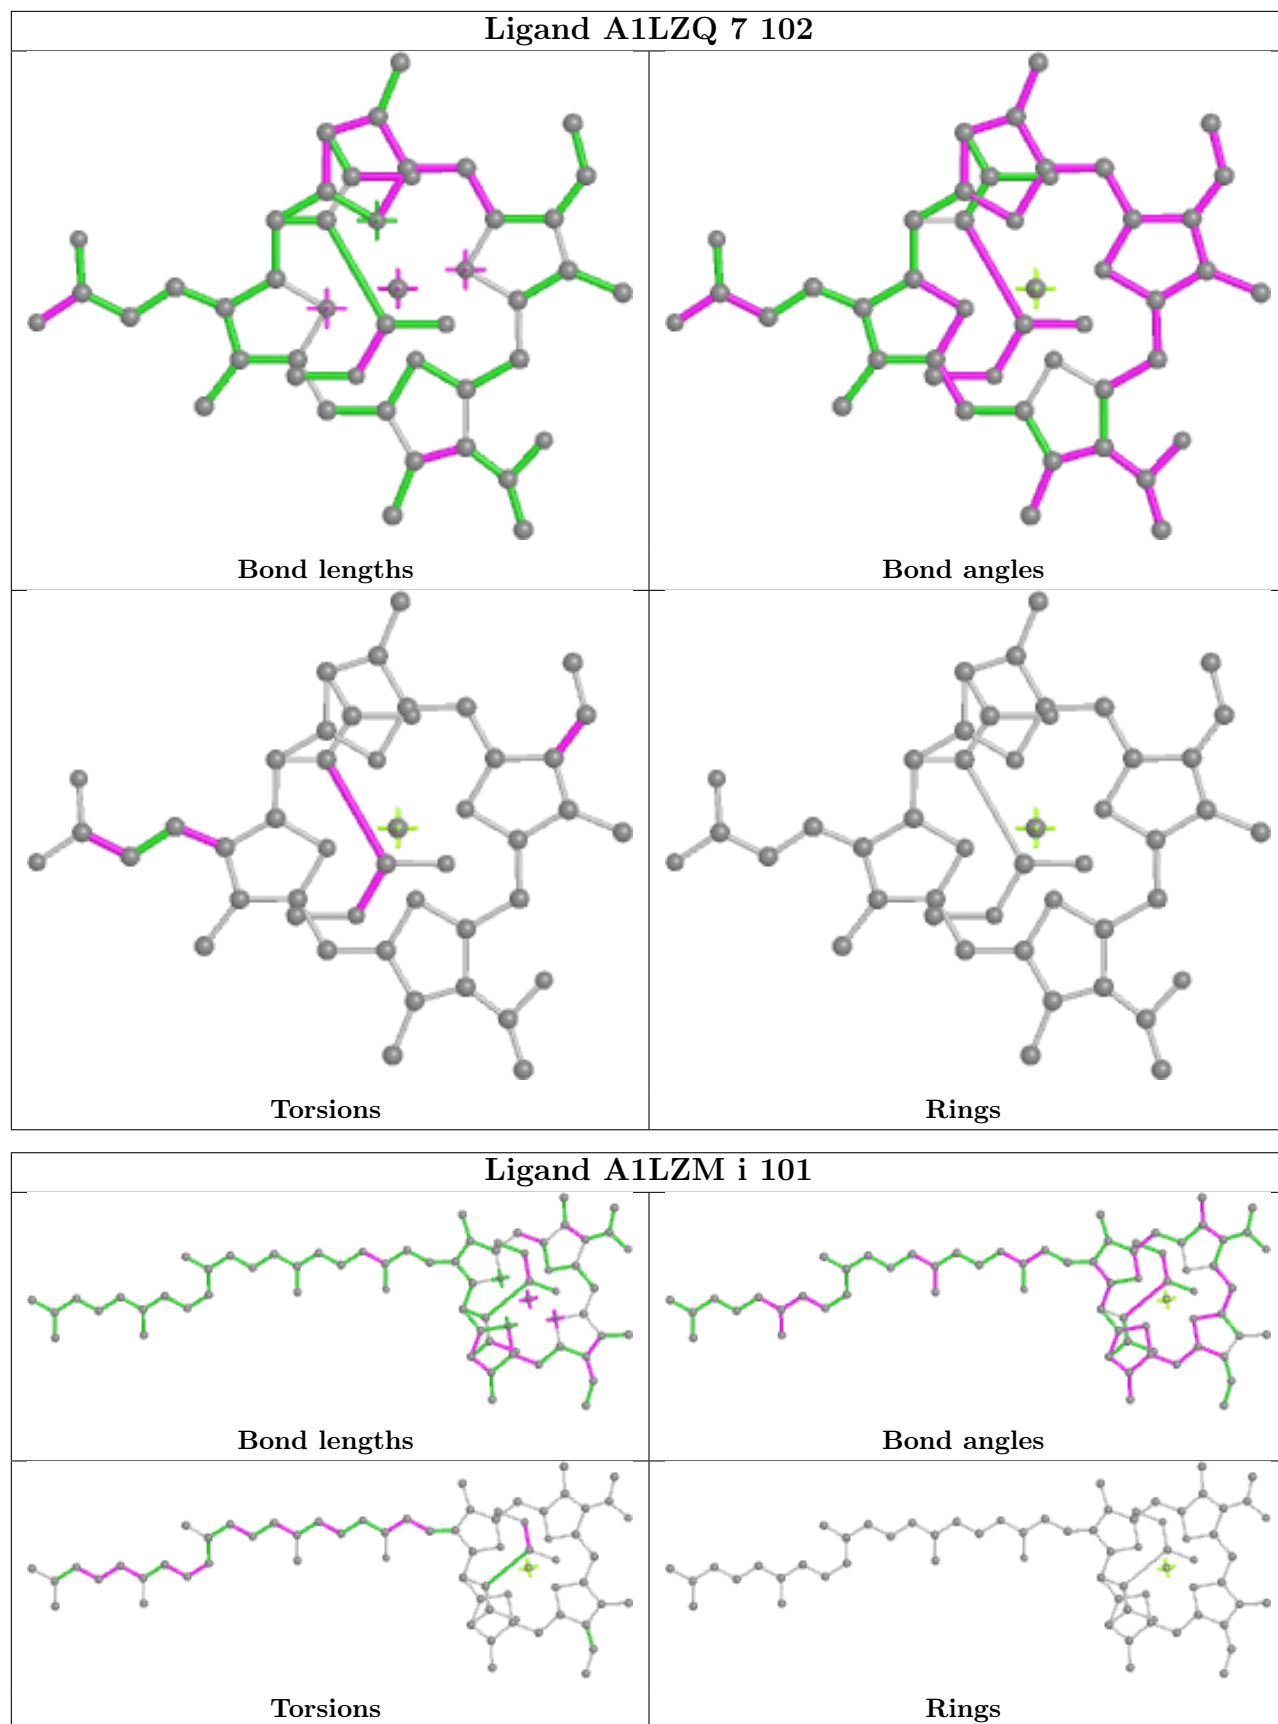 Ligand A1LZQ 7 102
Bond lengths
Bond angles
Torsions
Rings
Ligand A1LZM i 101
Bond lengths
Bond angles
Torsions
Rings